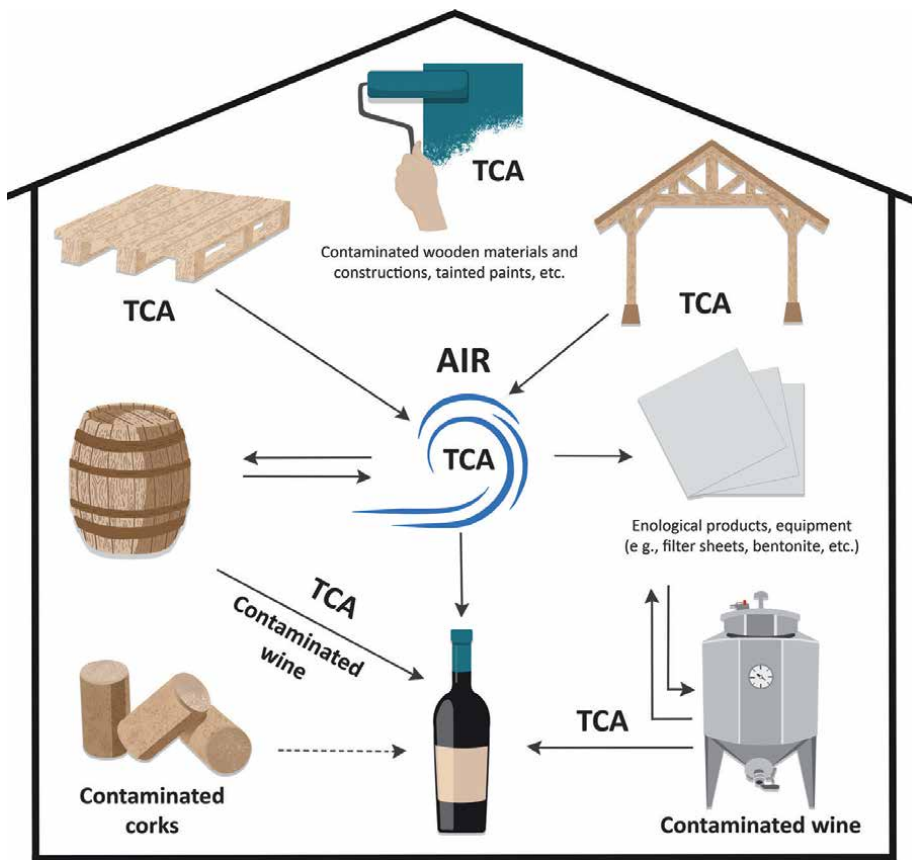 TCA
Contaminated wooden materials and
constructions, tainted paints, etc.
TCA
TCA
AIR
TCA
Enological products, equipment
(e g., filter sheets, bentonite, etc.)
TCA
Contaminated
wine
TCA
Contaminated
corks
Contaminated wine